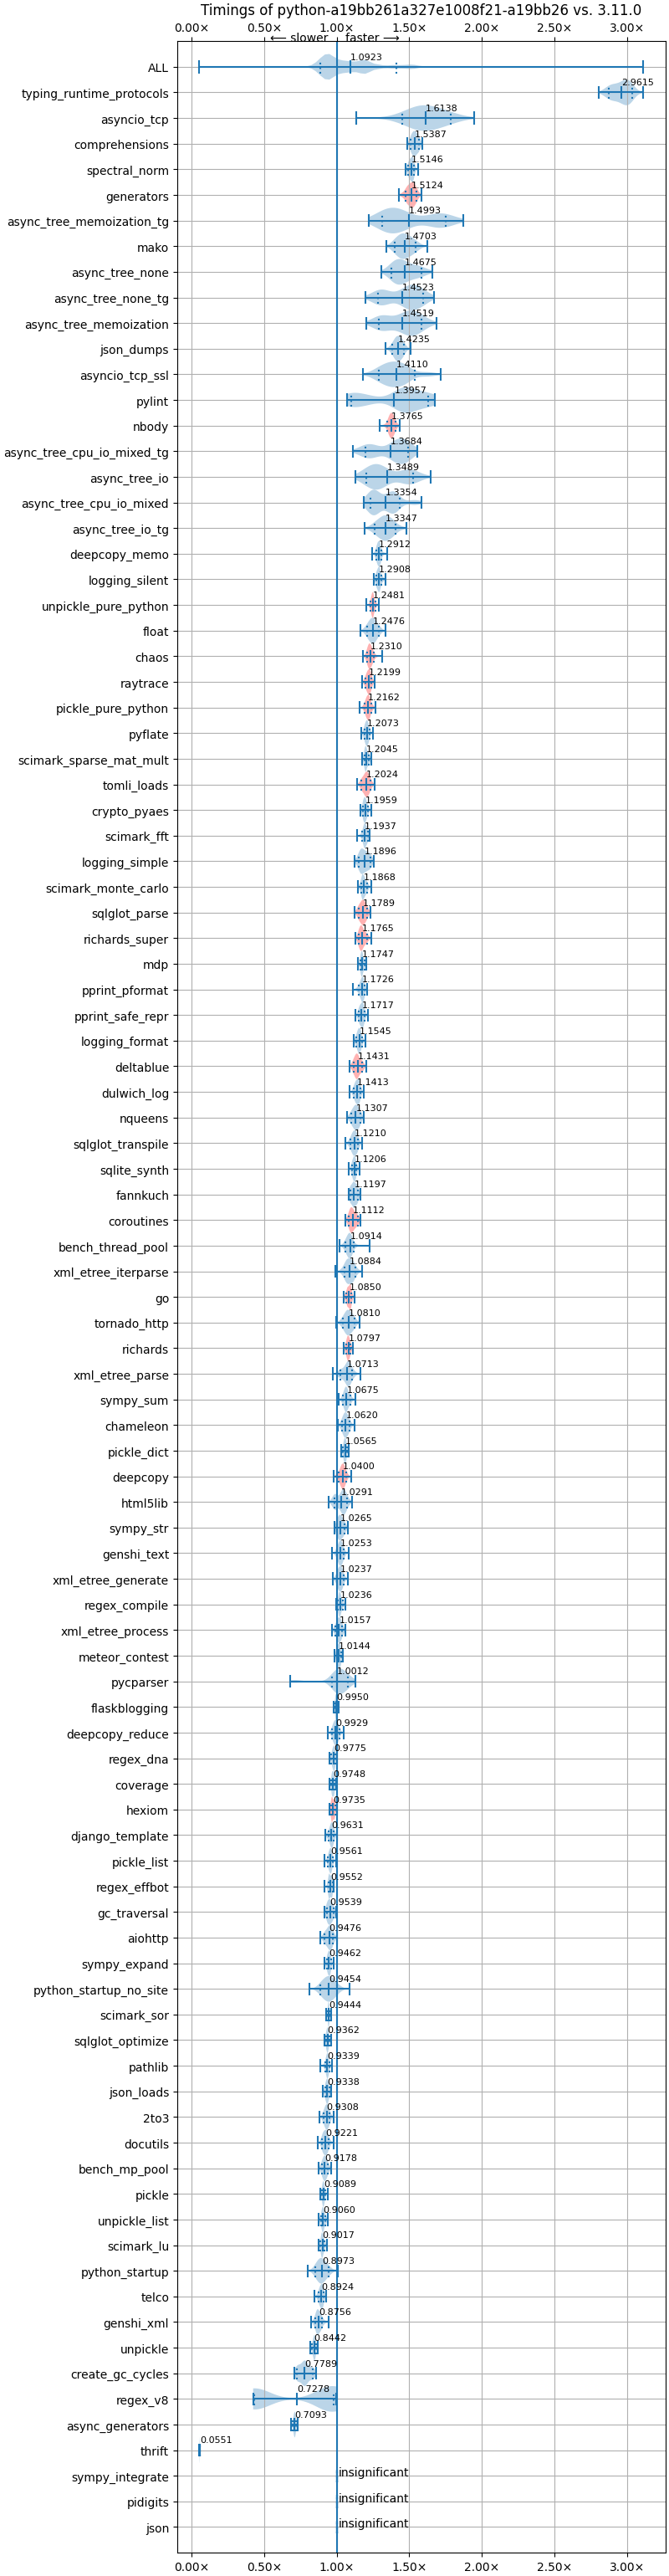 Timings of python-a19bb261a327e1008f21-a19bb26 vs. 3.11.0
0.00× 0.50× 1.00× 1.50× 2.00× 2.50× 3.00×
⟵ slower faster ⟶
ALL 1.0923
typing_runtime_protocols 2.9615
asyncio_tcp 1.6138
comprehensions 1.5387
spectral_norm 1.5146
generators 1.5124
async_tree_memoization_tg 1.4993
mako 1.4703
async_tree_none 1.4675
async_tree_none_tg 1.4523
async_tree_memoization 1.4519
json_dumps 1.4235
asyncio_tcp_ssl 1.4110
pylint 1.3957
nbody 1.3765
async_tree_cpu_io_mixed_tg 1.3684
async_tree_io 1.3489
async_tree_cpu_io_mixed 1.3354
async_tree_io_tg 1.3347
deepcopy_memo 1.2912
logging_silent 1.2908
unpickle_pure_python 1.2481
float 1.2476
chaos 1.2310
raytrace 1.2199
pickle_pure_python 1.2162
pyflate 1.2073
scimark_sparse_mat_mult 1.2045
tomli_loads 1.2024
crypto_pyaes 1.1959
scimark_fft 1.1937
logging_simple 1.1896
scimark_monte_carlo 1.1868
sqlglot_parse 1.1789
richards_super 1.1765
mdp 1.1747
pprint_pformat 1.1726
pprint_safe_repr 1.1717
logging_format 1.1545
deltablue 1.1431
dulwich_log 1.1413
nqueens 1.1307
sqlglot_transpile 1.1210
sqlite_synth 1.1206
fannkuch 1.1197
coroutines 1.1112
bench_thread_pool 1.0914
xml_etree_iterparse 1.0884
go 1.0850
tornado_http 1.0810
richards 1.0797
xml_etree_parse 1.0713
sympy_sum 1.0675
chameleon 1.0620
pickle_dict 1.0565
deepcopy 1.0400
html5lib 1.0291
sympy_str 1.0265
genshi_text 1.0253
xml_etree_generate 1.0237
regex_compile 1.0236
xml_etree_process 1.0157
meteor_contest 1.0144
pycparser 1.0012
flaskblogging 0.9950
deepcopy_reduce 0.9929
regex_dna 0.9775
coverage 0.9748
hexiom 0.9735
django_template 0.9631
pickle_list 0.9561
regex_effbot 0.9552
gc_traversal 0.9539
aiohttp 0.9476
sympy_expand 0.9462
python_startup_no_site 0.9454
scimark_sor 0.9444
sqlglot_optimize 0.9362
pathlib 0.9339
json_loads 0.9338
2to3 0.9308
docutils 0.9221
bench_mp_pool 0.9178
pickle 0.9089
unpickle_list 0.9060
scimark_lu 0.9017
python_startup 0.8973
telco 0.8924
genshi_xml 0.8756
unpickle 0.8442
create_gc_cycles 0.7789
regex_v8 0.7278
async_generators 0.7093
thrift 0.0551
sympy_integrate insignificant
pidigits insignificant
json insignificant
0.00× 0.50× 1.00× 1.50× 2.00× 2.50× 3.00×